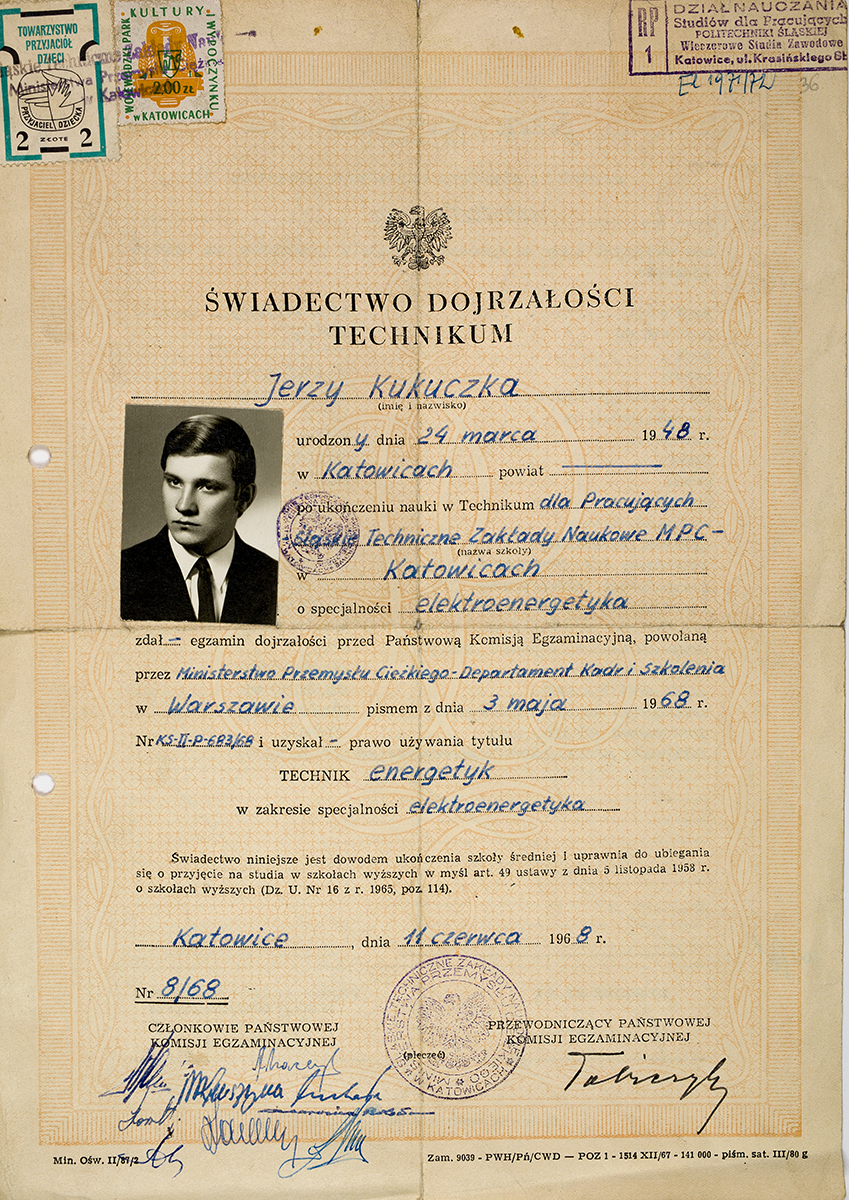 TOWARZYSTWO
PRZYJACIÓŁ
DZIECI
PRZYJACIEL DZIECKA
2 ZŁOTE 2
WOJEWÓDZKI PARK
KULTURY
I WYPOCZYNKU
2.00 zł
w KATOWICACH
RP
1
DZIAŁ NAUCZANIA
Studiów dla Pracujących
POLITECHNIKI ŚLĄSKIEJ
Wieczorowe Studia Zawodowe
Katowice, ul. Krasińskiego 8b
El 1971/72
36
ŚWIADECTWO DOJRZAŁOŚCI
TECHNIKUM
Jerzy Kukuczka
(imię i nazwisko)
urodzony dnia 24 marca 1948 r.
w Katowicach powiat —
po ukończeniu nauki w Technikum dla Pracujących
Śląskie Techniczne Zakłady Naukowe MPC-
(nazwa szkoły)
w Katowicach
o specjalności elektroenergetyka
zdał — egzamin dojrzałości przed Państwową Komisją Egzaminacyjną, powołaną
przez Ministerstwo Przemysłu Ciężkiego-Departament Kadr i Szkolenia
w Warszawie pismem z dnia 3 maja 1968 r.
Nr KS-II-P-683/68 i uzyskał — prawo używania tytułu
TECHNIK energetyk
w zakresie specjalności elektroenergetyka
Świadectwo niniejsze jest dowodem ukończenia szkoły średniej i uprawnia do ubiegania
się o przyjęcie na studia w szkołach wyższych w myśl art. 49 ustawy z dnia 5 listopada 1958 r.
o szkołach wyższych (Dz. U. Nr 16 z r. 1965, poz. 114).
Katowice, dnia 11 czerwca 1968 r.
Nr 8/68
CZŁONKOWIE PAŃSTWOWEJ
KOMISJI EGZAMINACYJNEJ
(pieczęć)
PRZEWODNICZĄCY PAŃSTWOWEJ
KOMISJI EGZAMINACYJNEJ
Min. Ośw. II/87/2
Zam. 9039 - PWH/Pń/CWD — POZ 1 - 1514 XII/67 - 141 000 - piśm. sat. III/80 g